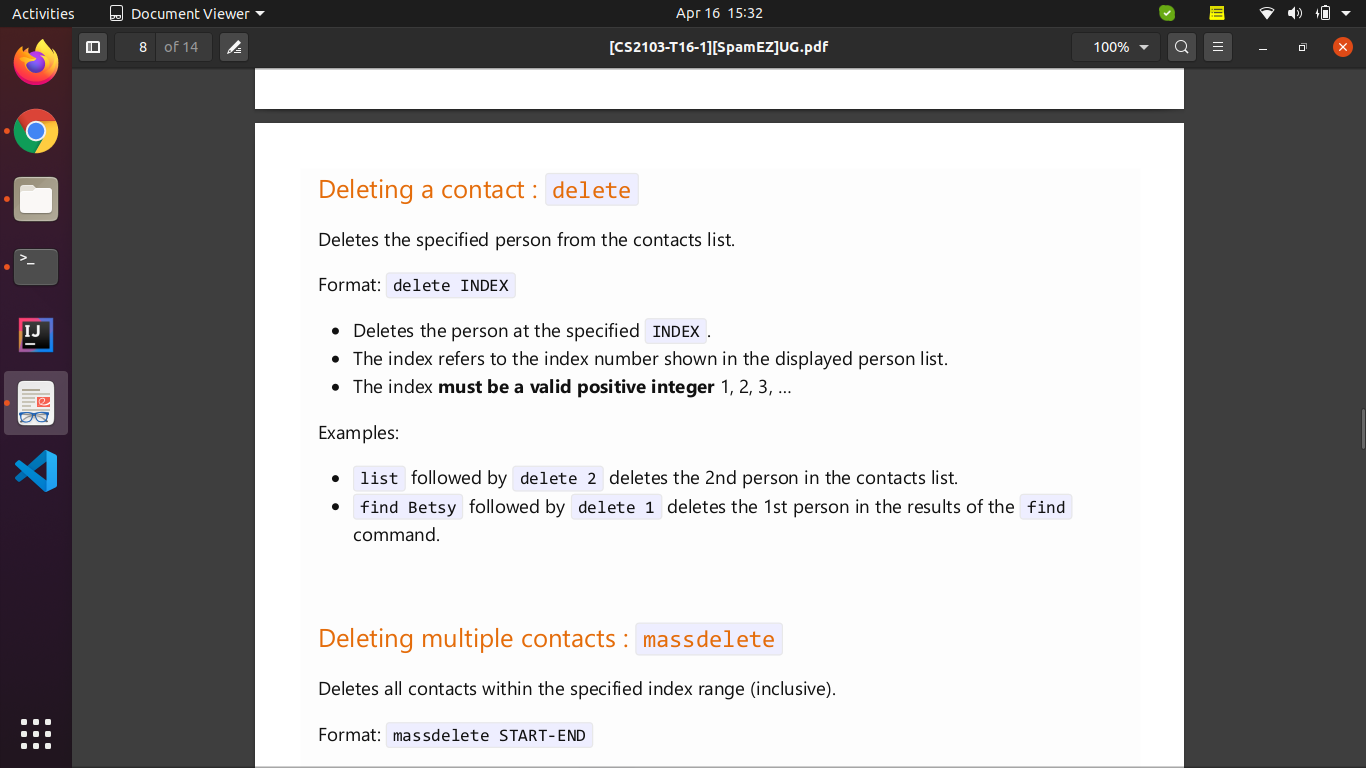 Activities
Document Viewer
Apr 16 15:32
8 of 14
[CS2103-T16-1][SpamEZ]UG.pdf
100%
Deleting a contact : delete
Deletes the specified person from the contacts list.
Format: delete INDEX
• Deletes the person at the specified INDEX.
• The index refers to the index number shown in the displayed person list.
• The index must be a valid positive integer 1, 2, 3, …
Examples:
• list followed by delete 2 deletes the 2nd person in the contacts list.
• find Betsy followed by delete 1 deletes the 1st person in the results of the find
command.
Deleting multiple contacts : massdelete
Deletes all contacts within the specified index range (inclusive).
Format: massdelete START-END
>_
IJ